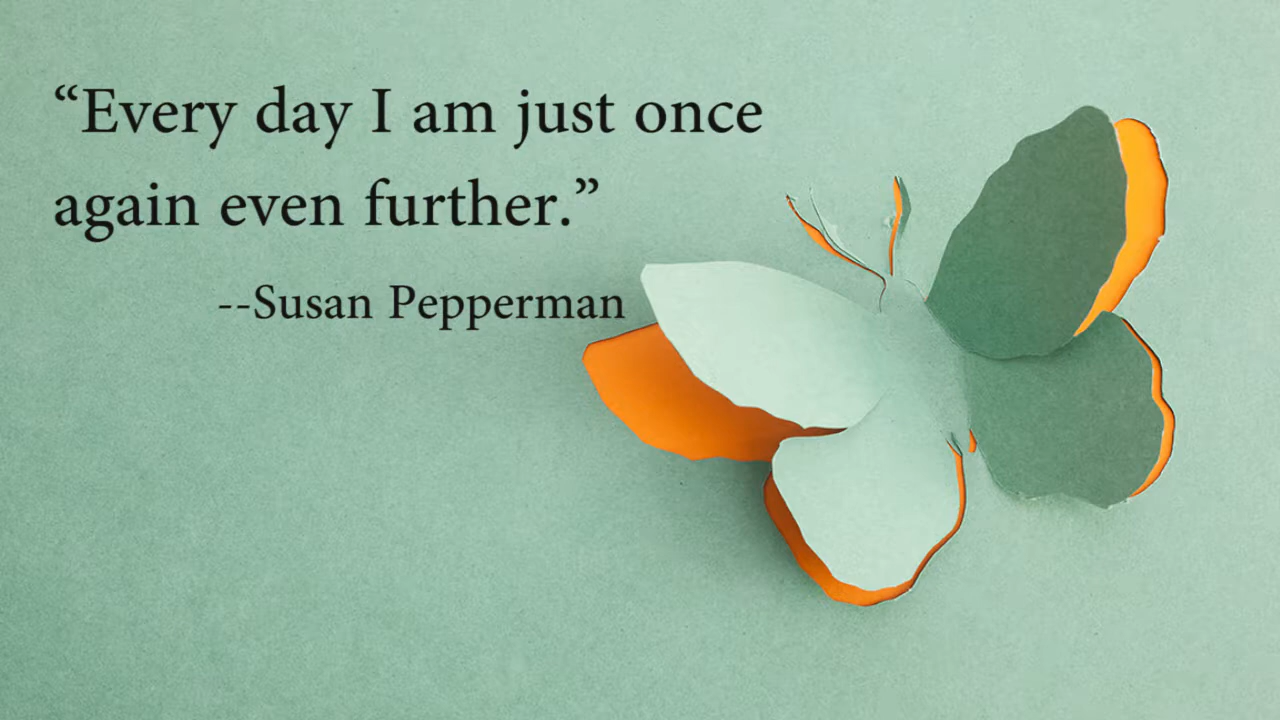 “Every day I am just once
again even further.”
--Susan Pepperman